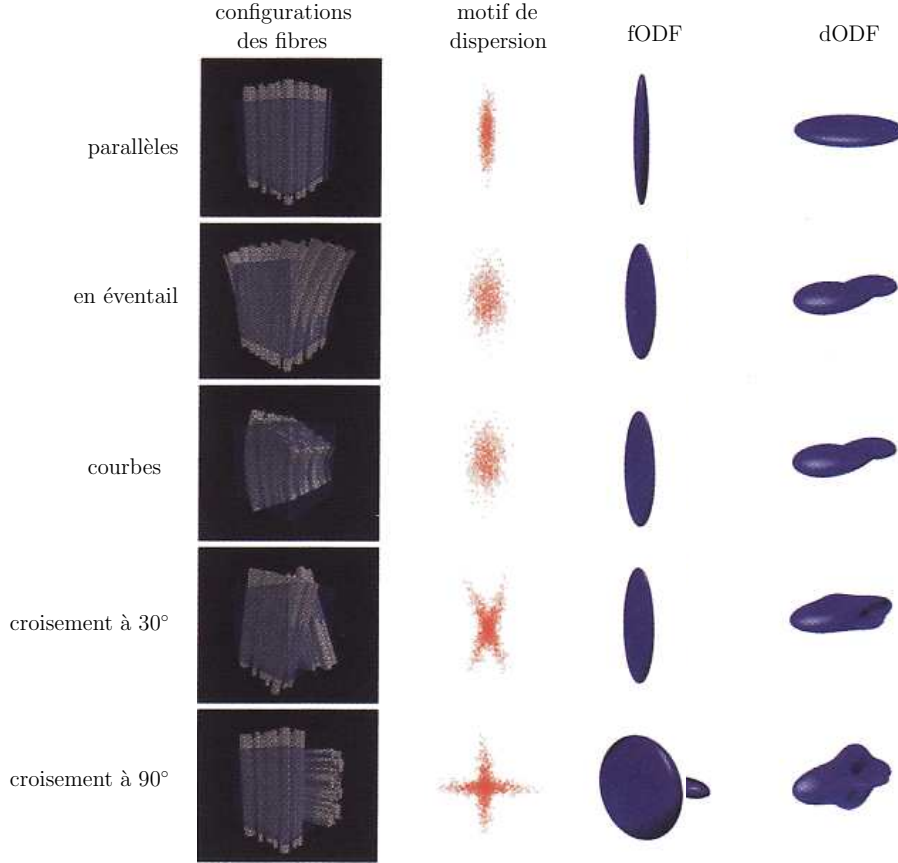 configurations
des fibres
motif de
dispersion
fODF
dODF
parallèles
en éventail
courbes
croisement à 30°
croisement à 90°